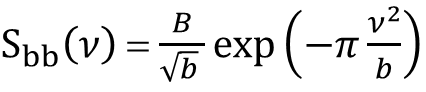 S_bb(ν) = B/√b exp(−π ν²/b)